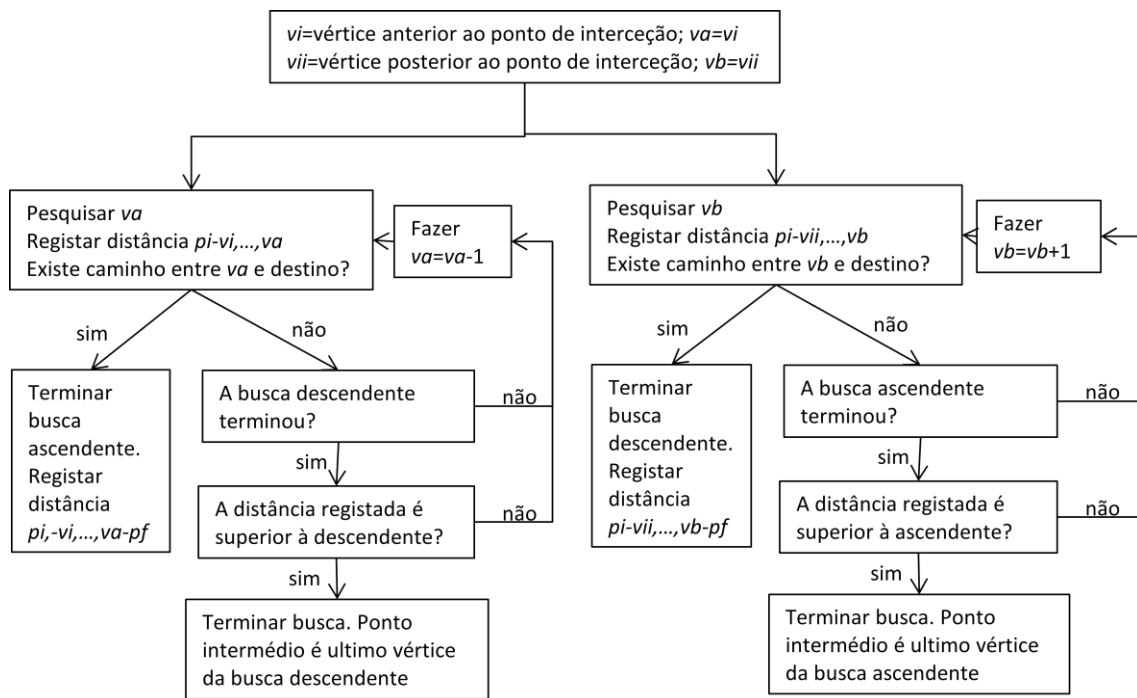 vi=vértice anterior ao ponto de interceção; va=vi
vii=vértice posterior ao ponto de interceção; vb=vii
Pesquisar va
Registar distância pi-vi,...,va
Existe caminho entre va e destino?
Fazer
va=va-1
sim
não
Terminar
busca
ascendente.
Registar
distância
pi,-vi,...,va-pf
A busca descendente
terminou?
não
sim
A distância registada é
superior à descendente?
não
sim
Terminar busca. Ponto
intermédio é ultimo vértice
da busca descendente
Pesquisar vb
Registar distância pi-vii,...,vb
Existe caminho entre vb e destino?
Fazer
vb=vb+1
sim
não
Terminar
busca
descendente.
Registar
distância
pi-vii,...,vb-pf
A busca ascendente
terminou?
não
sim
A distância registada é
superior à ascendente?
não
sim
Terminar busca. Ponto
intermédio é ultimo vértice
da busca ascendente